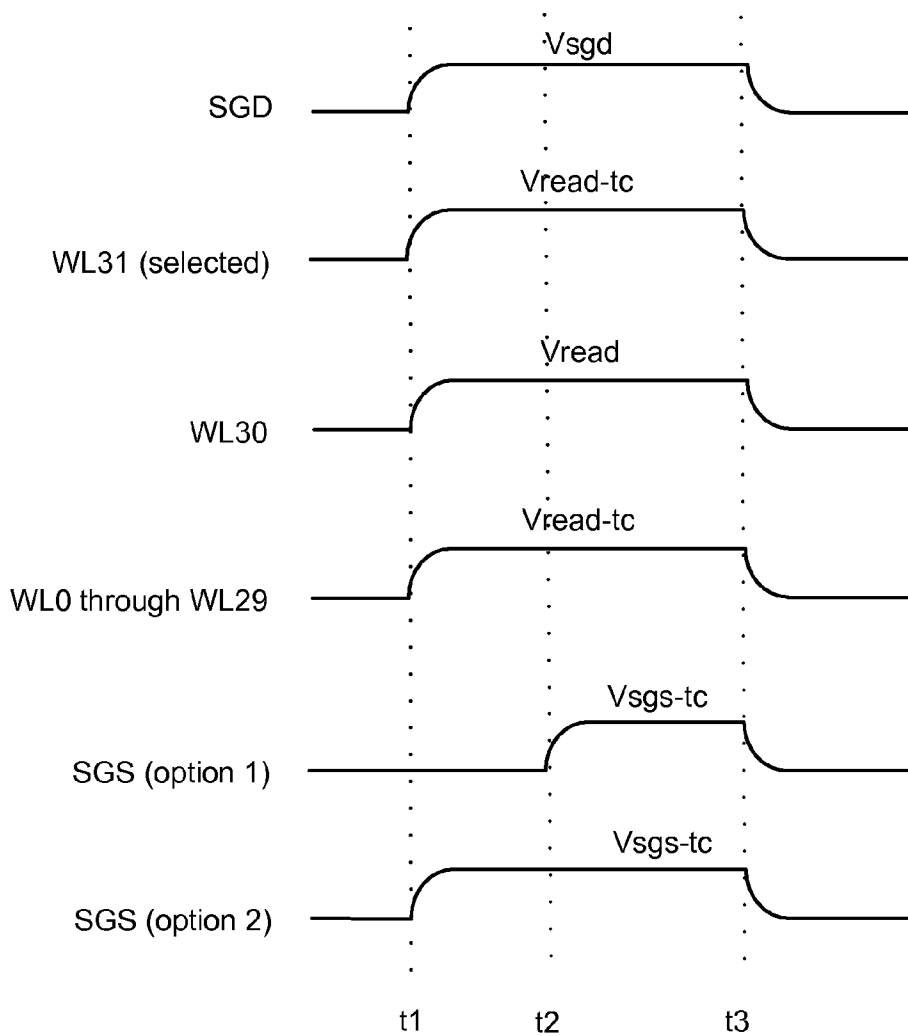 Vsgd
SGD
Vread-tc
WL31 (selected)
Vread
WL30
Vread-tc
WL0 through WL29
Vsgs-tc
SGS (option 1)
Vsgs-tc
SGS (option 2)
t1 t2 t3